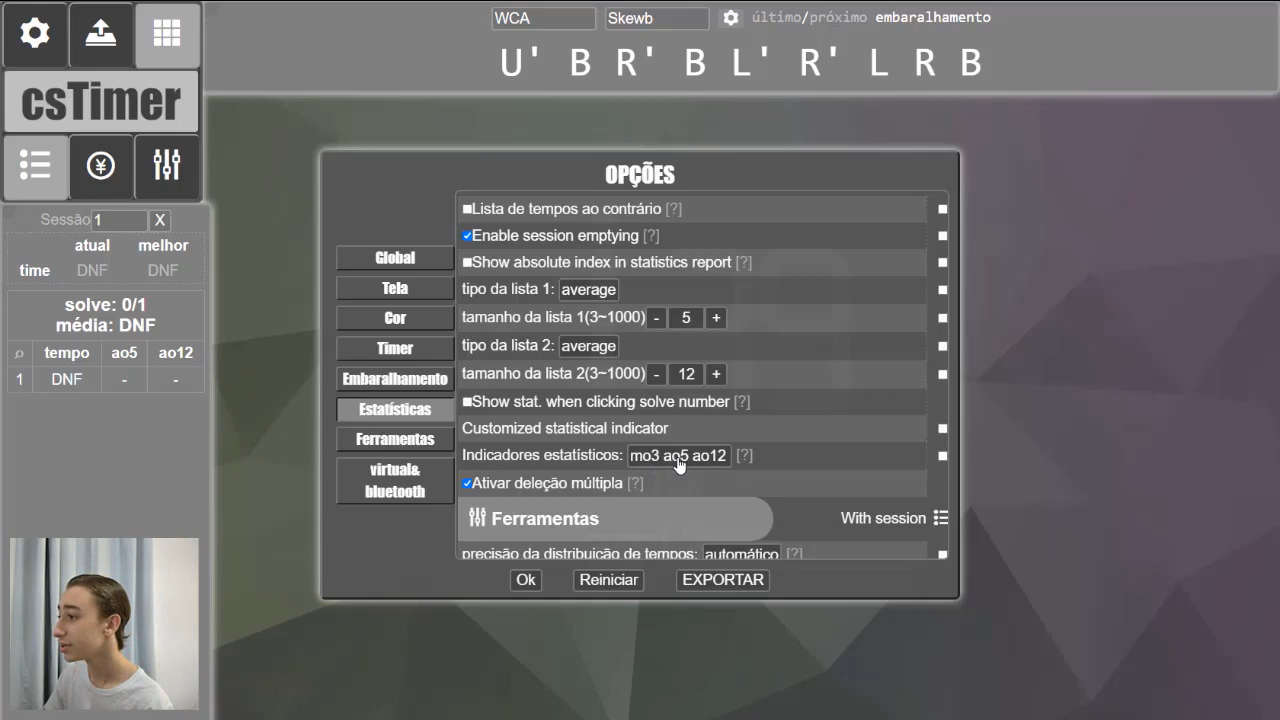 WCA Skewb último/próximo embaralhamento
U' B R' B L' R' L R B
csTimer
Sessão 1 X
atual melhor
time DNF DNF
solve: 0/1
média: DNF
tempo ao5 ao12
1 DNF - -
OPÇÕES
Global
Tela
Cor
Timer
Embaralhamento
Estatísticas
Ferramentas
virtual&
bluetooth
Lista de tempos ao contrário [?]
Enable session emptying [?]
Show absolute index in statistics report [?]
tipo da lista 1: average
tamanho da lista 1(3~1000) - 5 +
tipo da lista 2: average
tamanho da lista 2(3~1000) - 12 +
Show stat. when clicking solve number [?]
Customized statistical indicator
Indicadores estatísticos: mo3 ao5 ao12 [?]
Ativar deleção múltipla [?]
Ferramentas With session
precisão da distribuição de tempos: automático [?]
Ok Reiniciar EXPORTAR